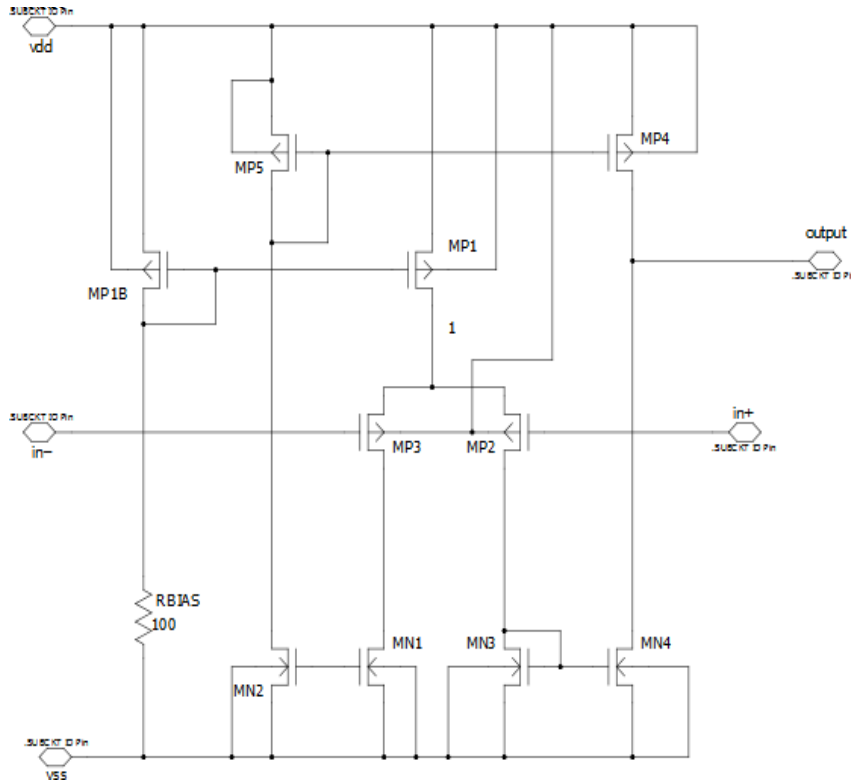 .SUBCKT IO Pin
vdd
MP5
MP4
output
.SUBCKT IO Pi
MP1
MP1B
1
.SUBCKT IO Pin
in−
MP3
MP2
in+
.SUBCKT IO Pin
RBIAS
100
MN1
MN3
MN4
MN2
.SUBCKT IO Pin
VSS